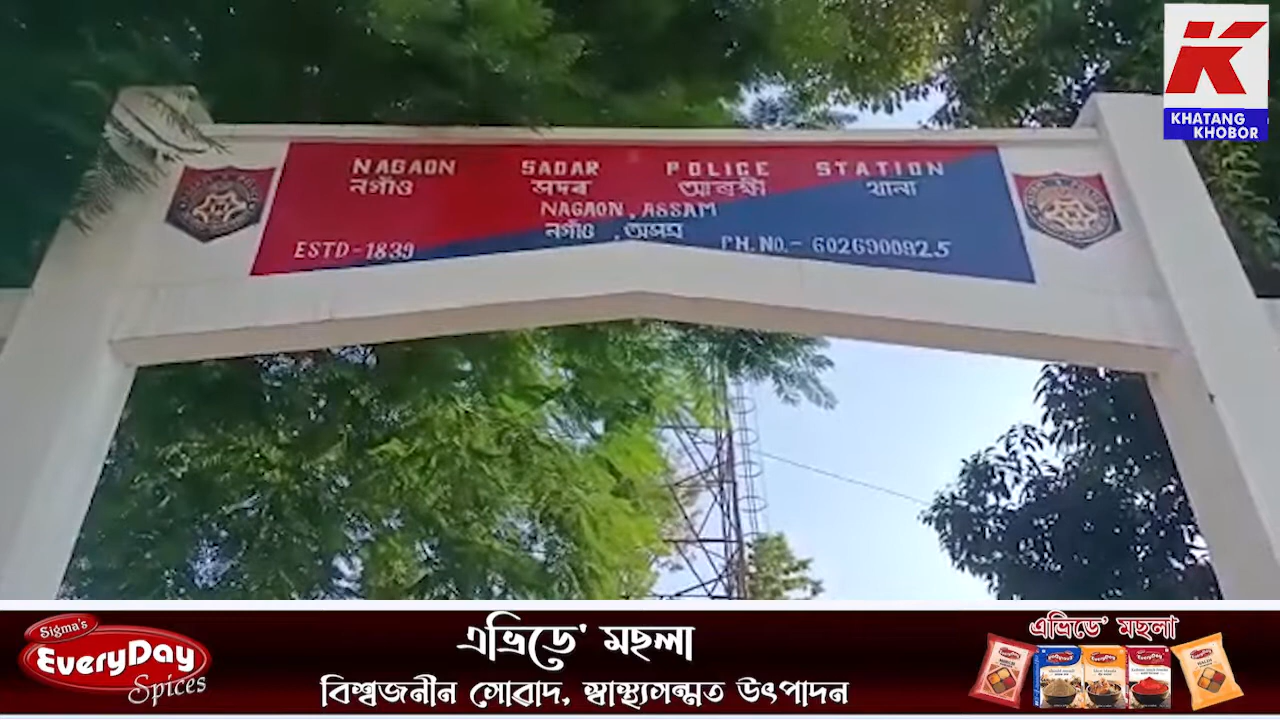 KHATANG
KHOBOR
NAGAON SADAR POLICE STATION
নগাঁও সদৰ আৰক্ষী থানা
NAGAON, ASSAM
নগাঁও, অসম
ESTD-1839
PH. NO.- 6026900825
Sigma's
EveryDay
Spices
এভ্ৰিডে' মছলা
বিশ্বজনীন সোৱাদ, স্বাস্থ্যসন্মত উৎপাদন
এভ্ৰিডে' মছলা